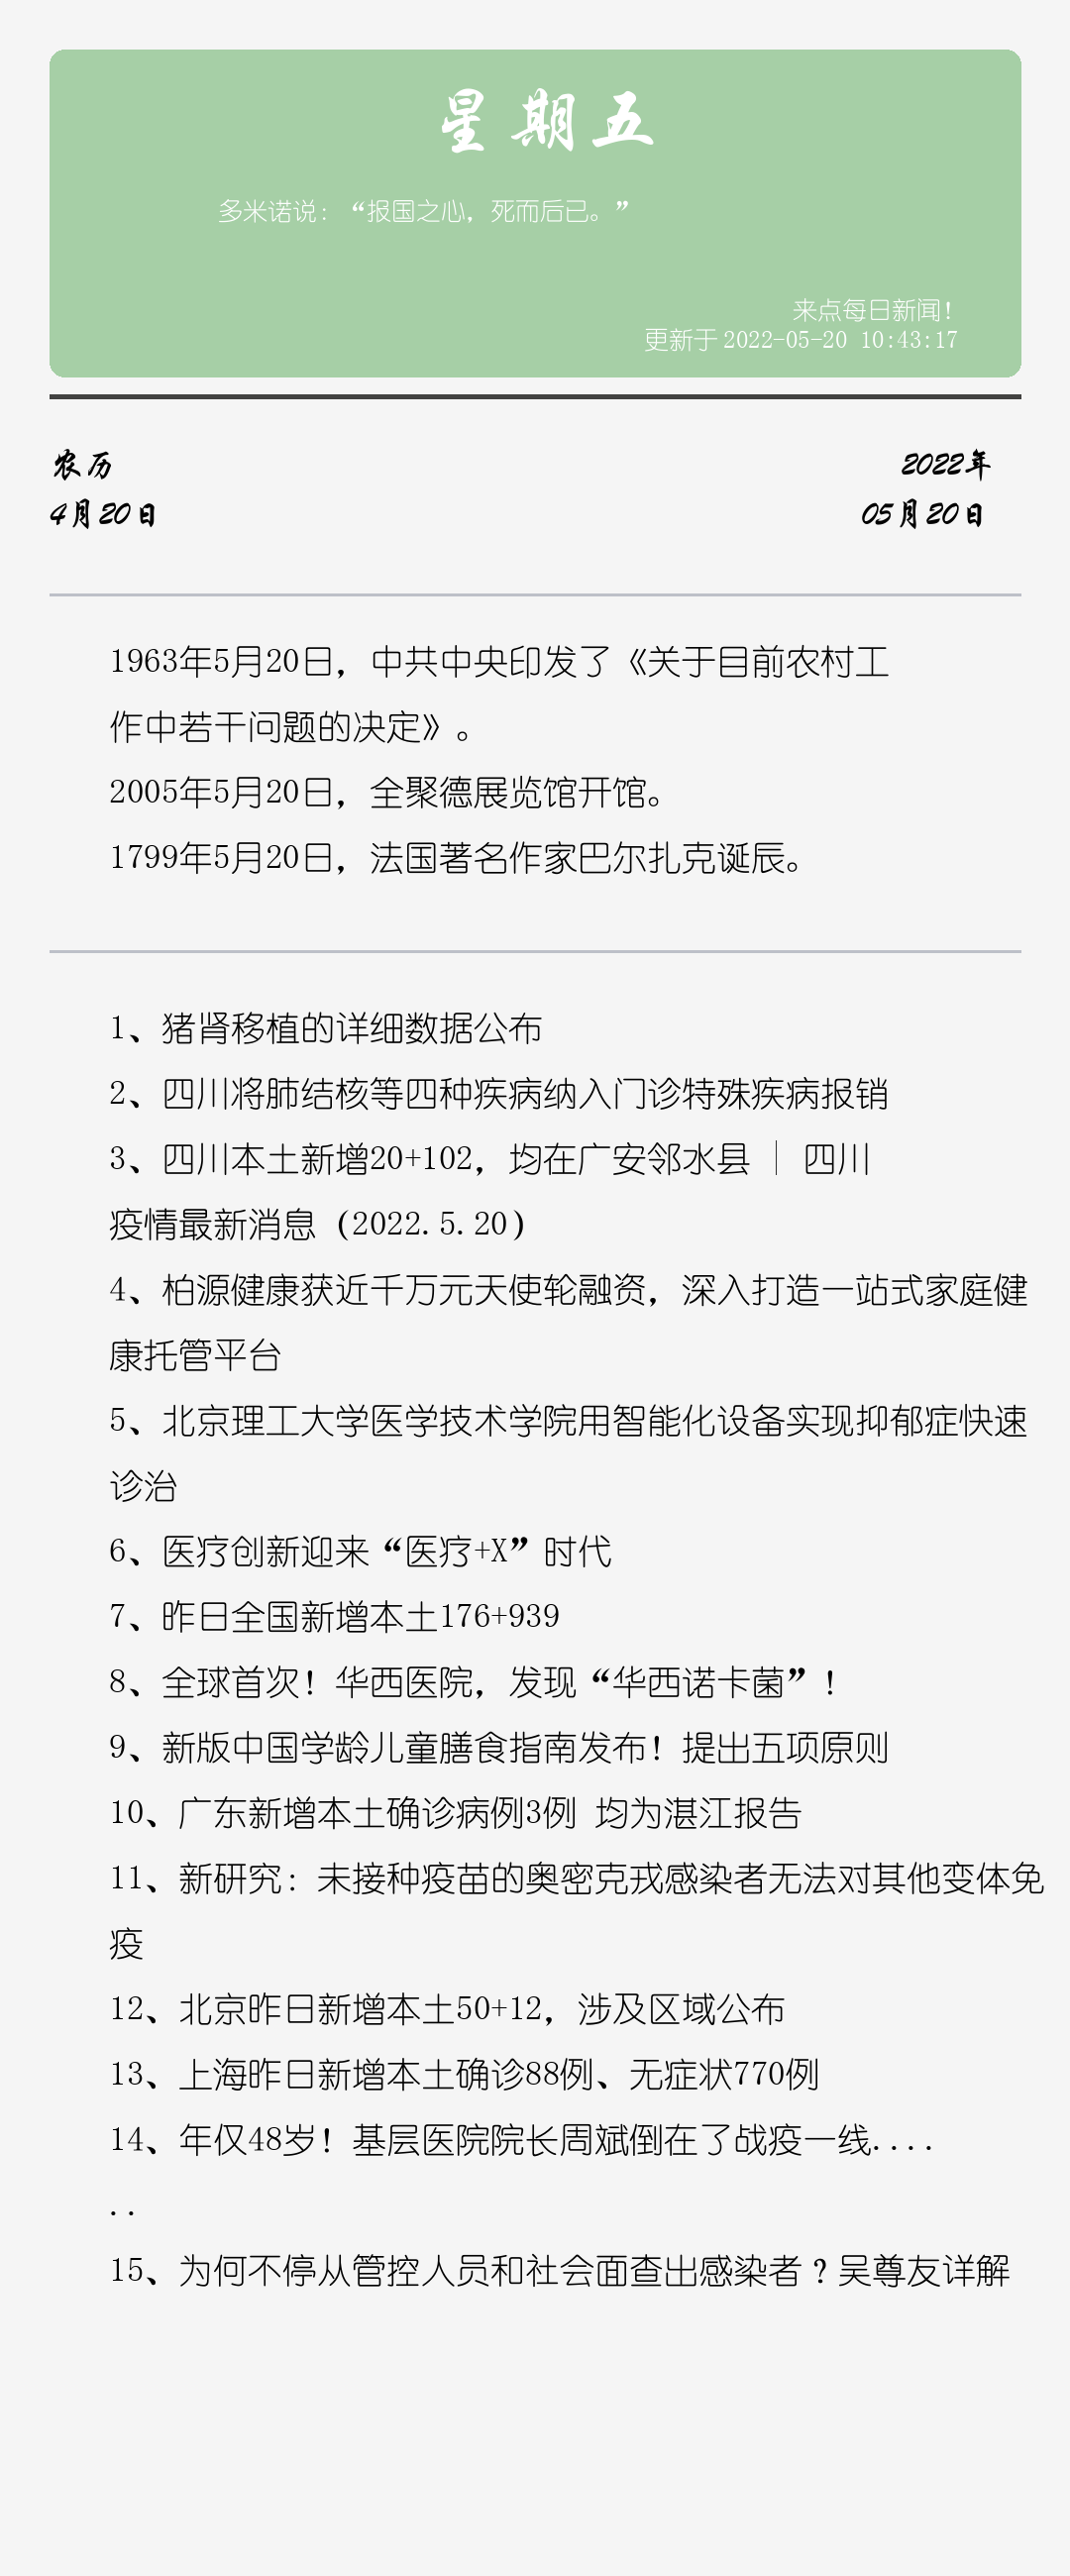 星期五
多米诺说：“报国之心，死而后已。”
来点每日新闻！
更新于 2022-05-20 10:43:17
农历
2022年
4月20日
05月20日
1963年5月20日，中共中央印发了《关于目前农村工
作中若干问题的决定》。
2005年5月20日，全聚德展览馆开馆。
1799年5月20日，法国著名作家巴尔扎克诞辰。
1、猪肾移植的详细数据公布
2、四川将肺结核等四种疾病纳入门诊特殊疾病报销
3、四川本土新增20+102，均在广安邻水县｜四川
疫情最新消息（2022.5.20）
4、柏源健康获近千万元天使轮融资，深入打造一站式家庭健
康托管平台
5、北京理工大学医学技术学院用智能化设备实现抑郁症快速
诊治
6、医疗创新迎来“医疗+X”时代
7、昨日全国新增本土176+939
8、全球首次！华西医院，发现“华西诺卡菌”！
9、新版中国学龄儿童膳食指南发布！提出五项原则
10、广东新增本土确诊病例3例 均为湛江报告
11、新研究：未接种疫苗的奥密克戎感染者无法对其他变体免
疫
12、北京昨日新增本土50+12，涉及区域公布
13、上海昨日新增本土确诊88例、无症状770例
14、年仅48岁！基层医院院长周斌倒在了战疫一线....
..
15、为何不停从管控人员和社会面查出感染者？吴尊友详解